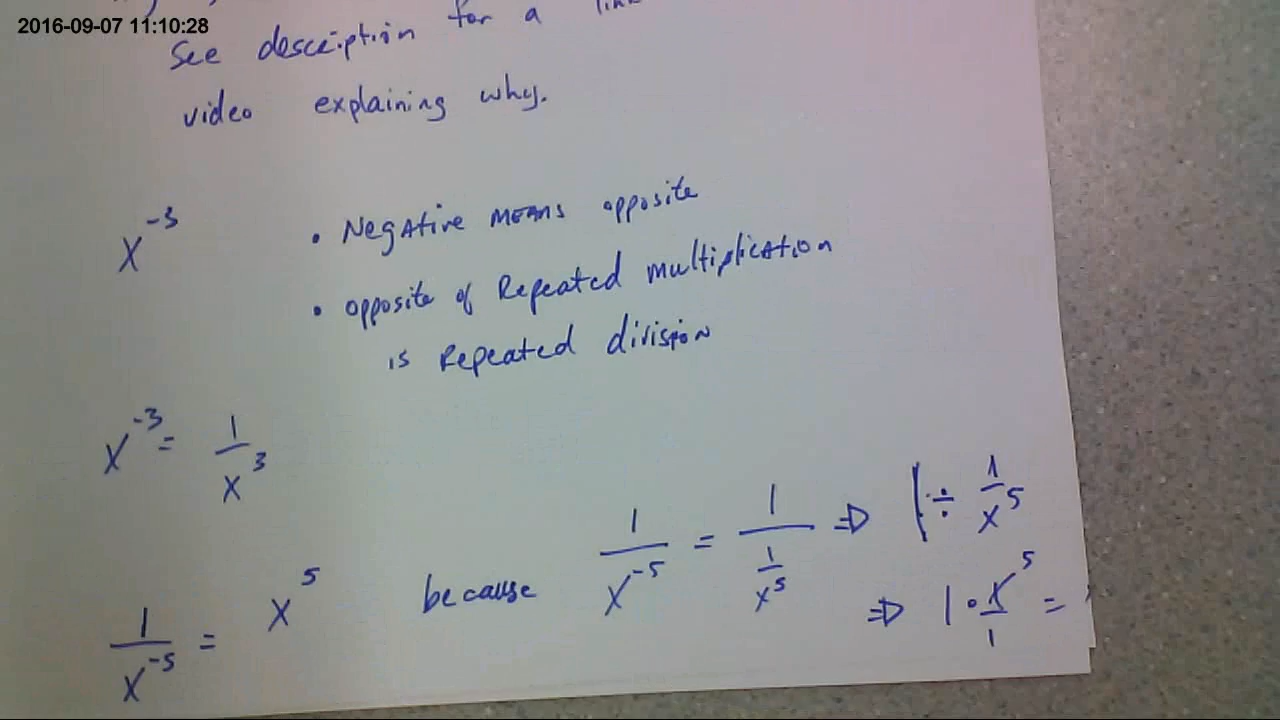 2016-09-07 11:10:28
See description for a link
video explaining why.
x^-3
• Negative means opposite
• opposite of Repeated multiplication
is Repeated division
x^-3 = 1/x^3
1/x^-5 = x^5 because 1/x^-5 = 1/(1/x^5) ⇒ 1 ÷ 1/x^5
⇒ 1 • x^5/1 =